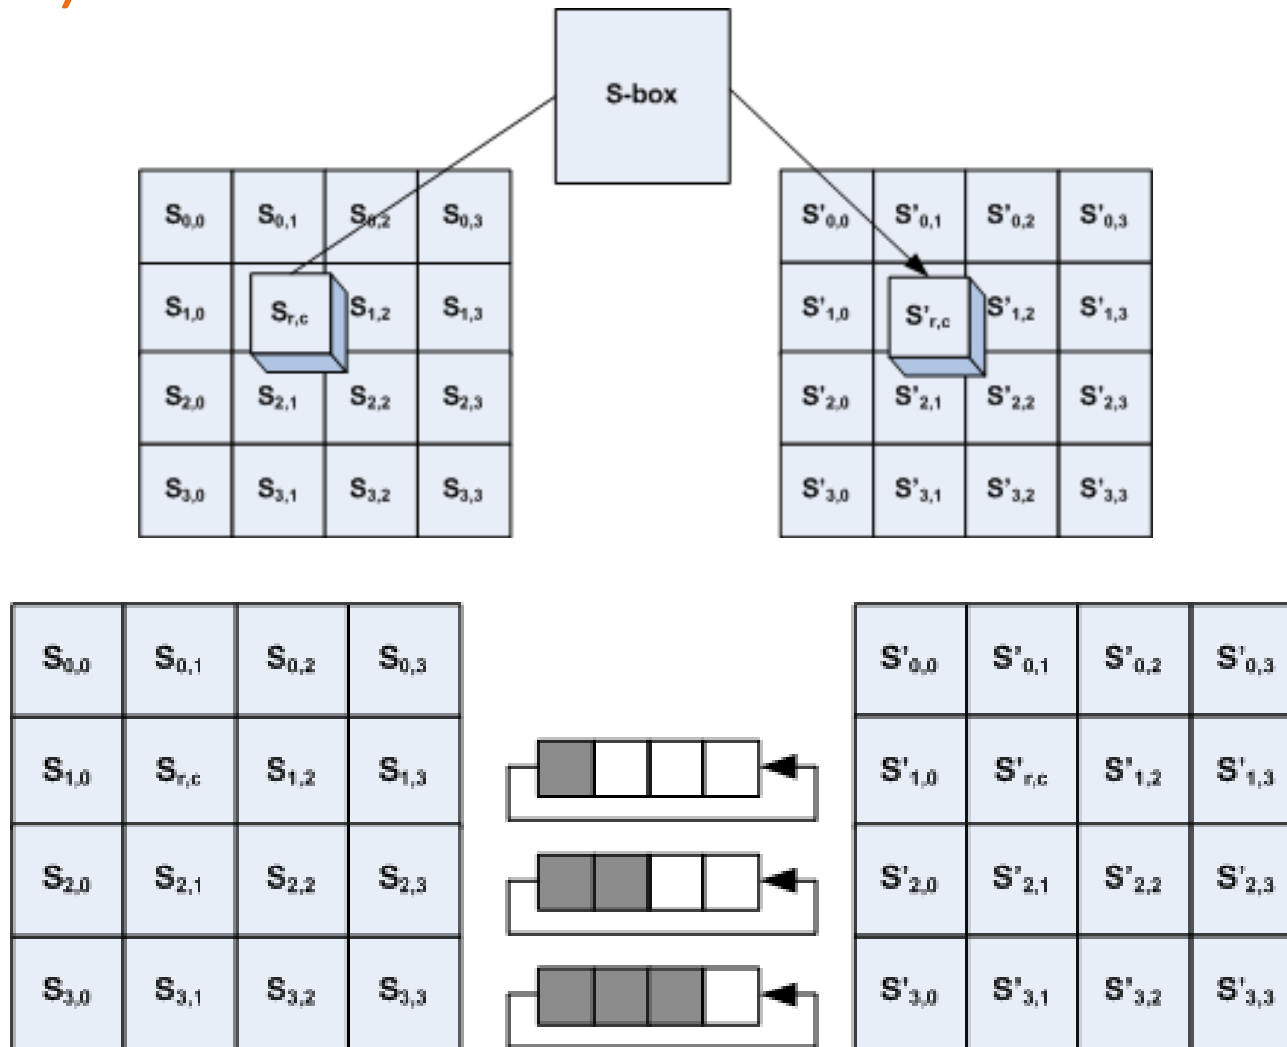 S-box
S0,0 S0,1 S0,2 S0,3 S'0,0 S'0,1 S'0,2 S'0,3
S1,0 Sr,c S1,2 S1,3 S'1,0 S'r,c S'1,2 S'1,3
S2,0 S2,1 S2,2 S2,3 S'2,0 S'2,1 S'2,2 S'2,3
S3,0 S3,1 S3,2 S3,3 S'3,0 S'3,1 S'3,2 S'3,3
S0,0 S0,1 S0,2 S0,3 S'0,0 S'0,1 S'0,2 S'0,3
S1,0 Sr,c S1,2 S1,3 S'1,0 S'r,c S'1,2 S'1,3
S2,0 S2,1 S2,2 S2,3 S'2,0 S'2,1 S'2,2 S'2,3
S3,0 S3,1 S3,2 S3,3 S'3,0 S'3,1 S'3,2 S'3,3